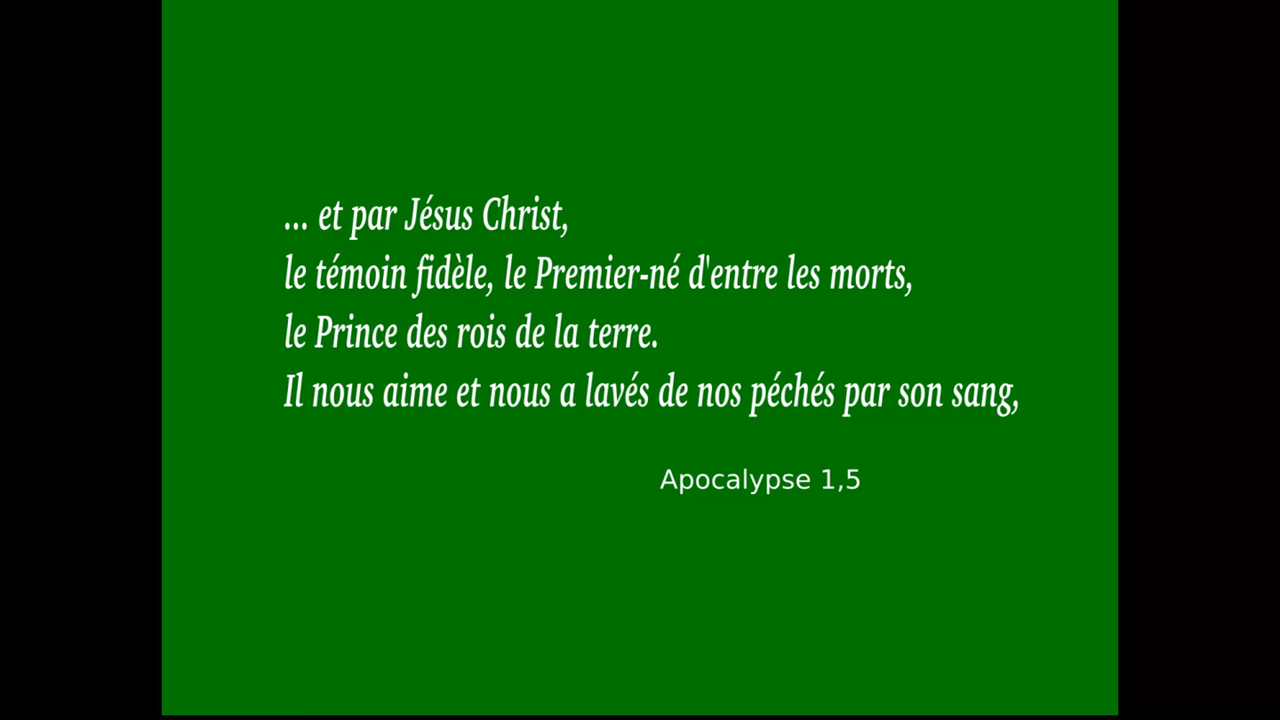 ... et par Jésus Christ,
le témoin fidèle, le Premier-né d'entre les morts,
le Prince des rois de la terre.
Il nous aime et nous a lavés de nos péchés par son sang,
Apocalypse 1,5